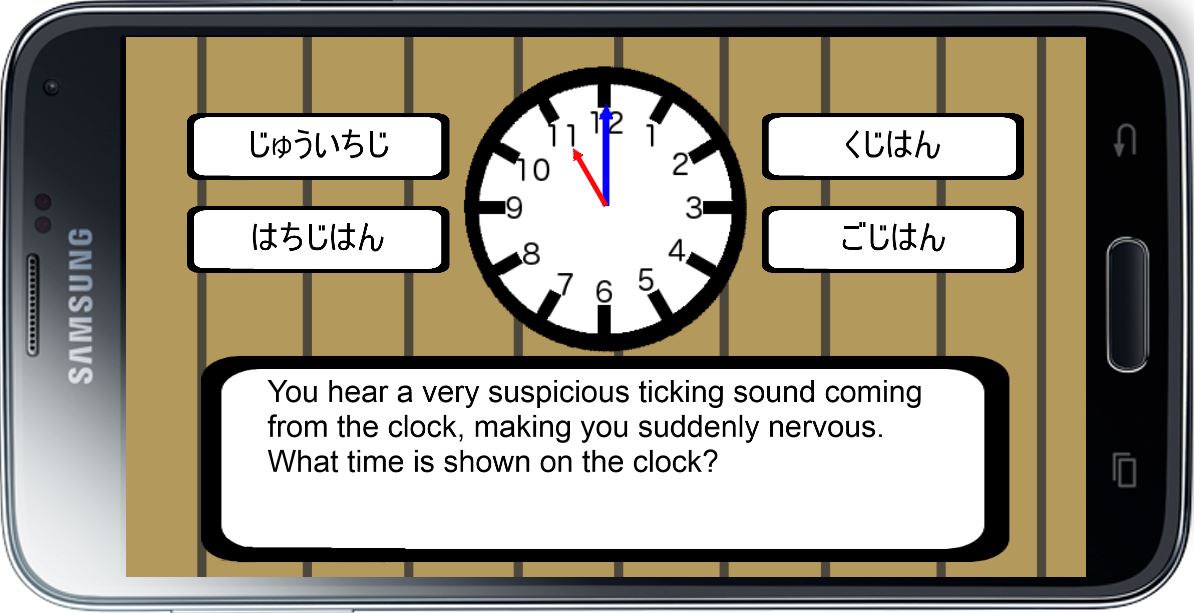 SAMSUNG
じゅういちじ
はちじはん
くじはん
ごじはん
12
1
2
3
4
5
6
7
8
9
10
11
You hear a very suspicious ticking sound coming
from the clock, making you suddenly nervous.
What time is shown on the clock?